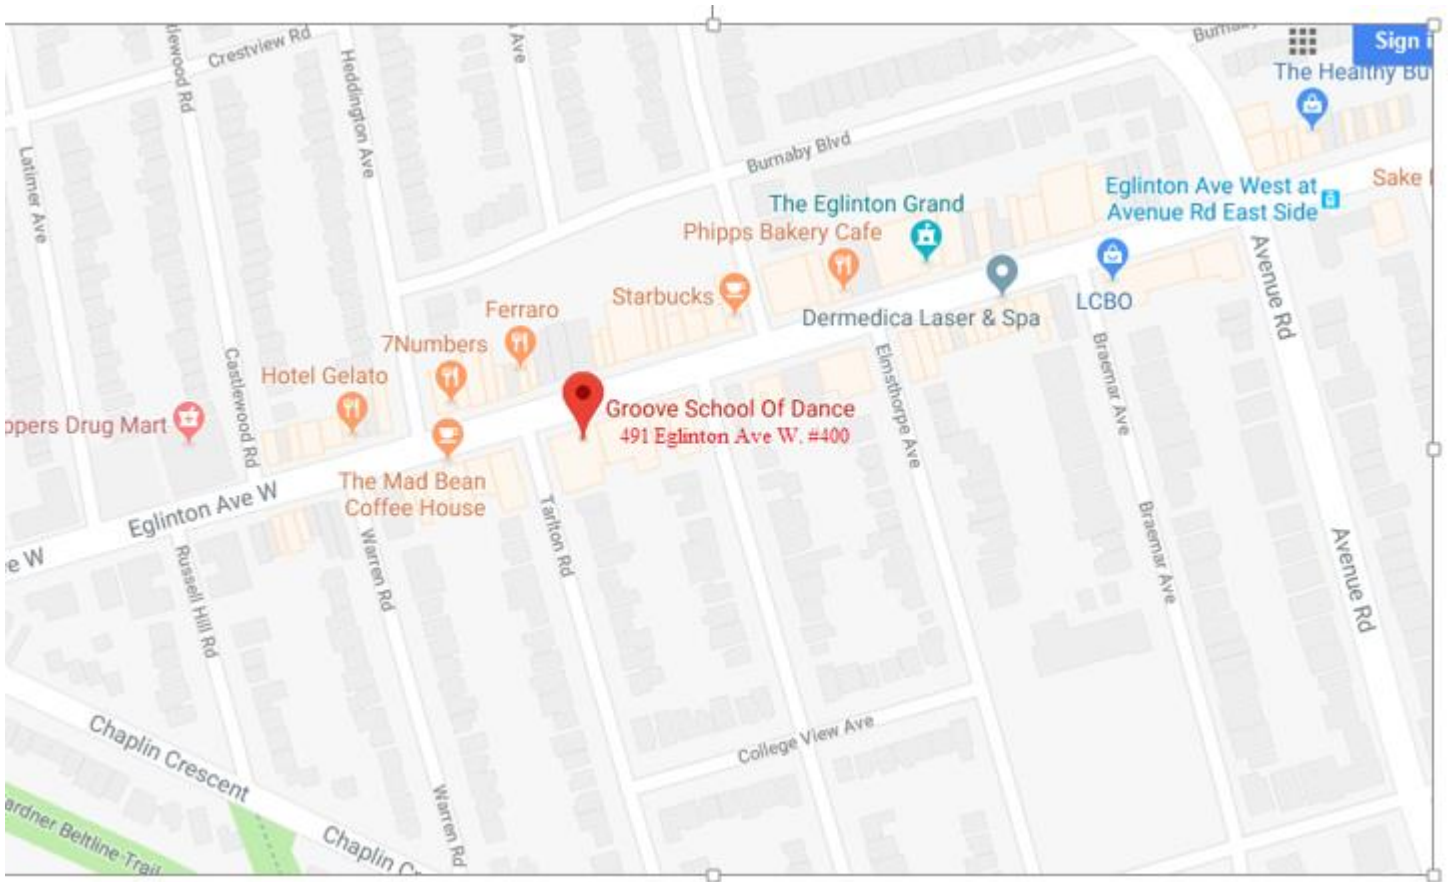 Crestview Rd
Heddington Ave
Ave
Burnaby
Sign i
The Healthy Bu
Latimer Ave
Burnaby Blvd
Eglinton Ave West at
Avenue Rd East Side
Sake
The Eglinton Grand
Phipps Bakery Cafe
Starbucks
Ferraro
7Numbers
Hotel Gelato
Dermedica Laser & Spa
LCBO
Avenue Rd
Castlewood Rd
ppers Drug Mart
Groove School Of Dance
491 Eglinton Ave W. #400
Elmsthorpe Ave
Braemar Ave
The Mad Bean
Coffee House
Eglinton Ave W
e W
Russell Hill Rd
Warren Rd
Tarlton Rd
Braemar Ave
Avenue Rd
College View Ave
Chaplin Crescent
Warren Rd
ardner Beltline Trail
Chaplin Cr
lewood Rd